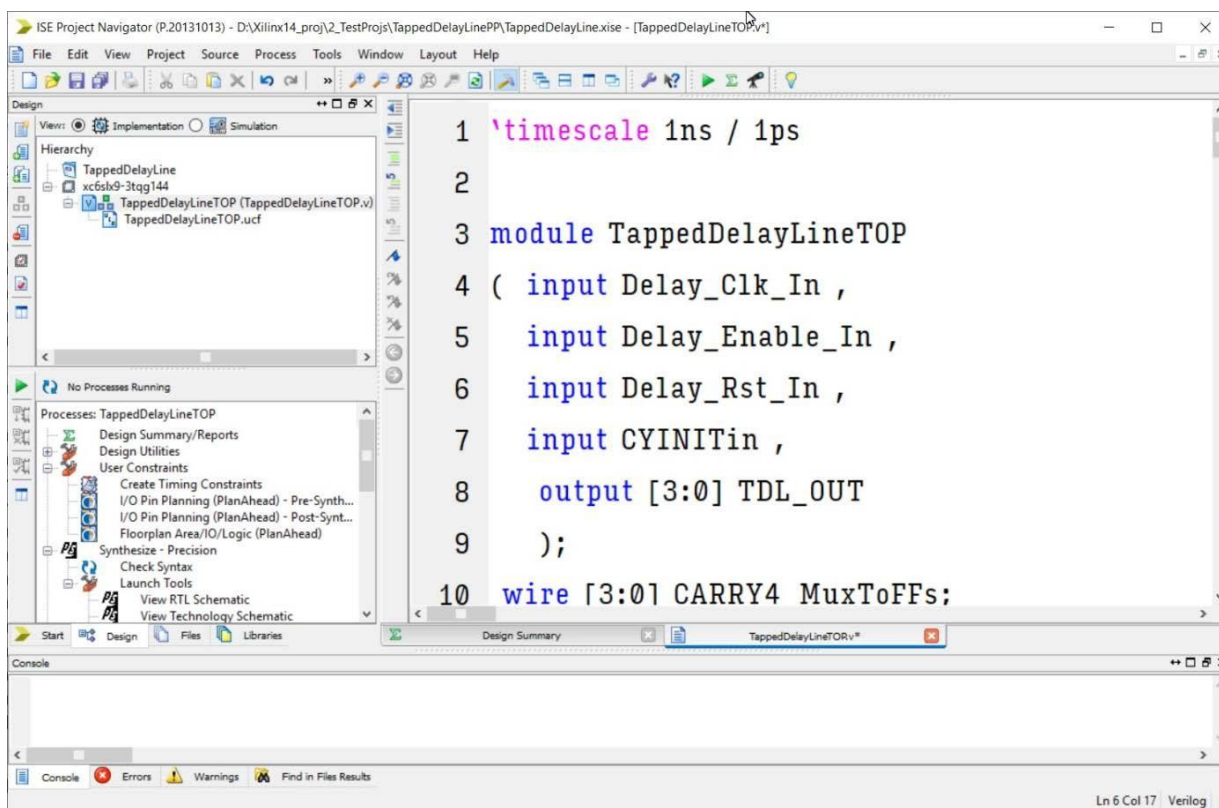 ISE Project Navigator (P.20131013) - D:\Xilinx14_proj\2_TestProjs\TappedDelayLinePP\TappedDelayLine.xise - [TappedDelayLineTOP.v*]
File Edit View Project Source Process Tools Window Layout Help
Design
View: Implementation Simulation
Hierarchy
TappedDelayLine
xc6slx9-3tqg144
TappedDelayLineTOP (TappedDelayLineTOP.v)
TappedDelayLineTOP.ucf
No Processes Running
Processes: TappedDelayLineTOP
Design Summary/Reports
Design Utilities
User Constraints
Create Timing Constraints
I/O Pin Planning (PlanAhead) - Pre-Synth...
I/O Pin Planning (PlanAhead) - Post-Synt...
Floorplan Area/IO/Logic (PlanAhead)
Synthesize - Precision
Check Syntax
Launch Tools
View RTL Schematic
View Technology Schematic
Start Design Files Libraries
1 `timescale 1ns / 1ps
2
3 module TappedDelayLineTOP
4 ( input Delay_Clk_In ,
5 input Delay_Enable_In ,
6 input Delay_Rst_In ,
7 input CYINITin ,
8 output [3:0] TDL_OUT
9 );
10 wire [3:0] CARRY4_MuxToFFs;
Design Summary TappedDelayLineTOP.v*
Console
Console Errors Warnings Find in Files Results
Ln 6 Col 17 Verilog